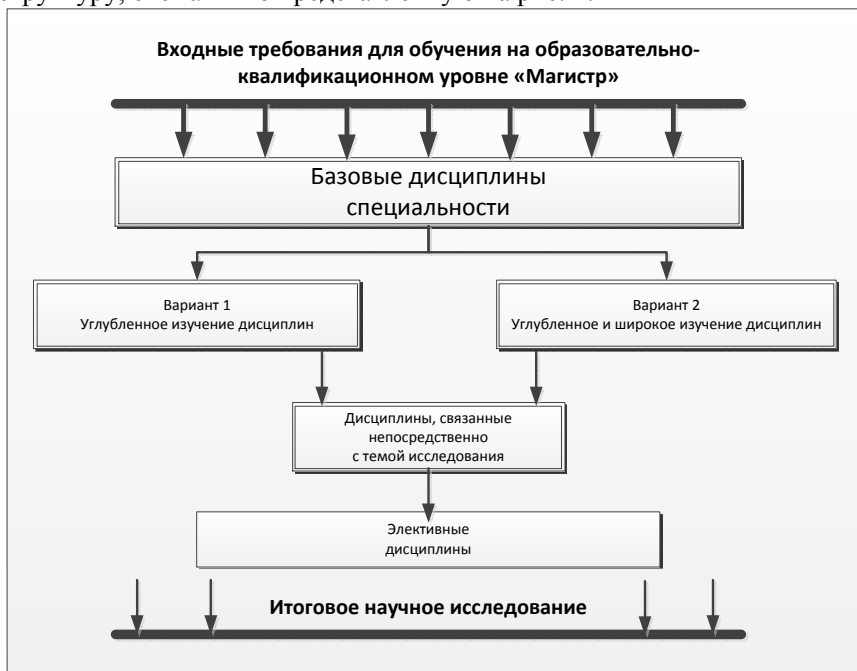 Входные требования для обучения на образовательно-
квалификационном уровне «Магистр»
Базовые дисциплины
специальности
Вариант 1
Углубленное изучение дисциплин
Вариант 2
Углубленное и широкое изучение дисциплин
Дисциплины, связанные
непосредственно
с темой исследования
Элективные
дисциплины
Итоговое научное исследование